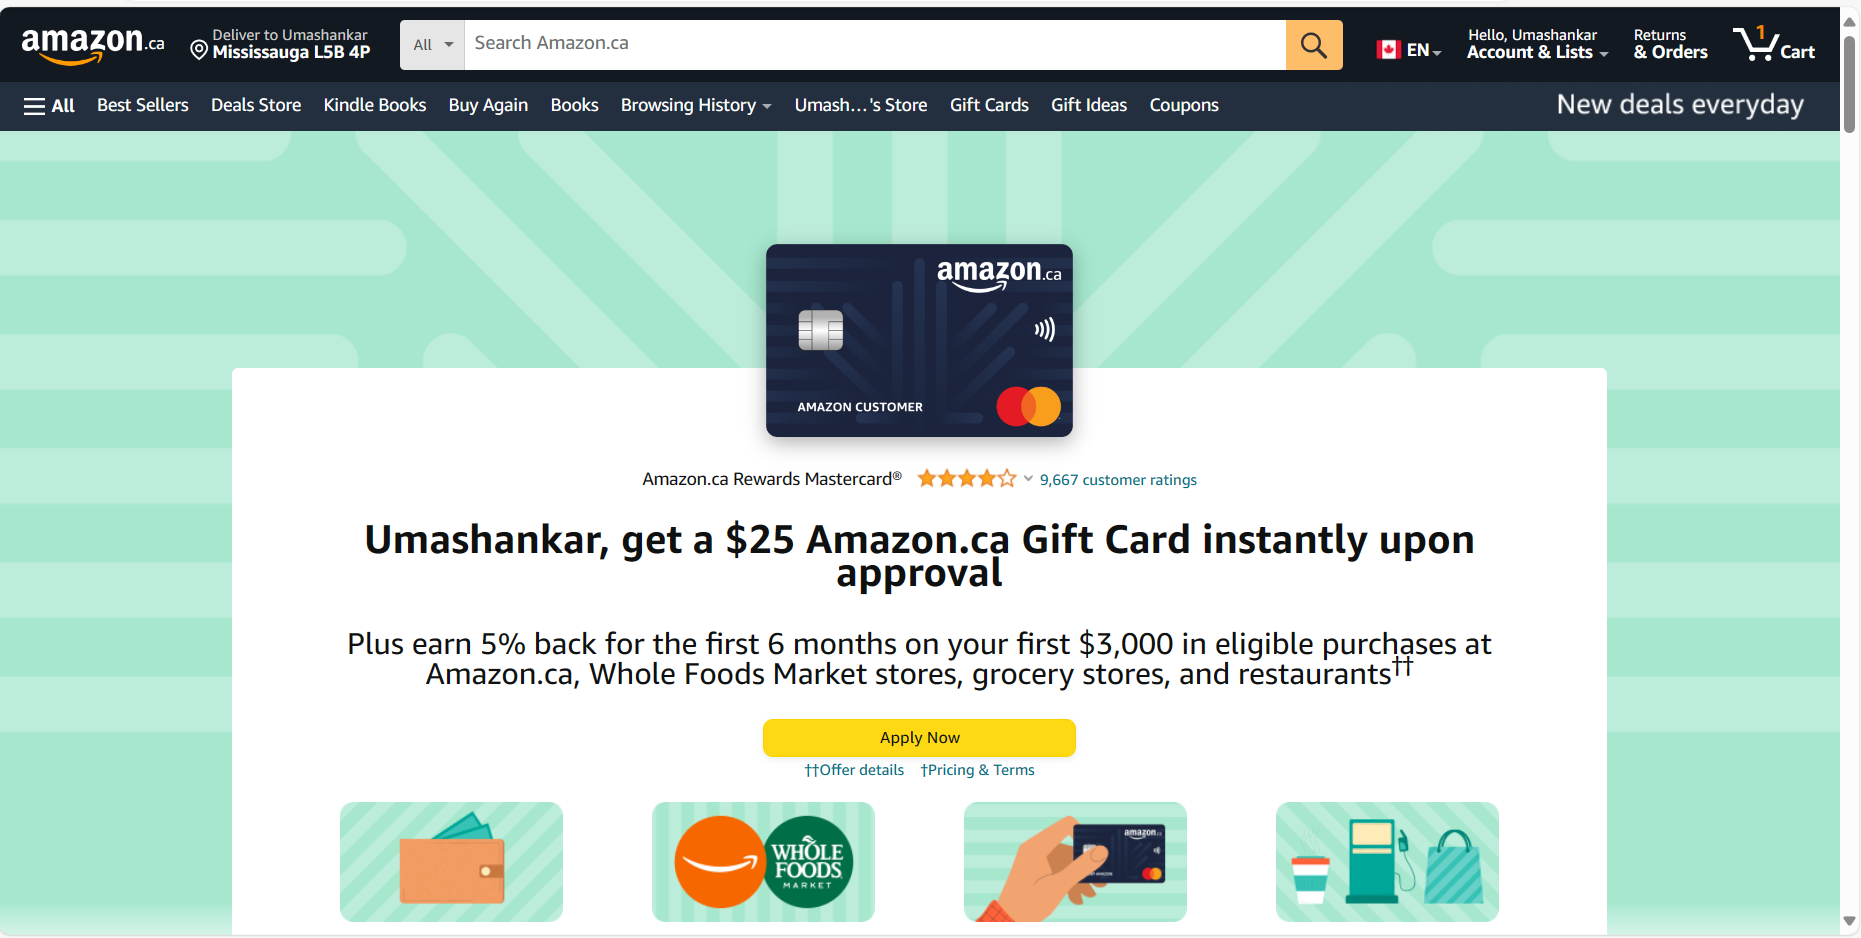 amazon.ca
Deliver to Umashankar
Mississauga L5B 4P
All
Search Amazon.ca
EN
Hello, Umashankar
Account & Lists
Returns
& Orders
1
Cart
All
Best Sellers
Deals Store
Kindle Books
Buy Again
Books
Browsing History
Umash...'s Store
Gift Cards
Gift Ideas
Coupons
New deals everyday
amazon.ca
AMAZON CUSTOMER
Amazon.ca Rewards Mastercard®
9,667 customer ratings
Umashankar, get a $25 Amazon.ca Gift Card instantly upon
approval
Plus earn 5% back for the first 6 months on your first $3,000 in eligible purchases at
Amazon.ca, Whole Foods Market stores, grocery stores, and restaurants††
Apply Now
††Offer details
†Pricing & Terms
WHOLE
FOODS
MARKET
amazon.ca